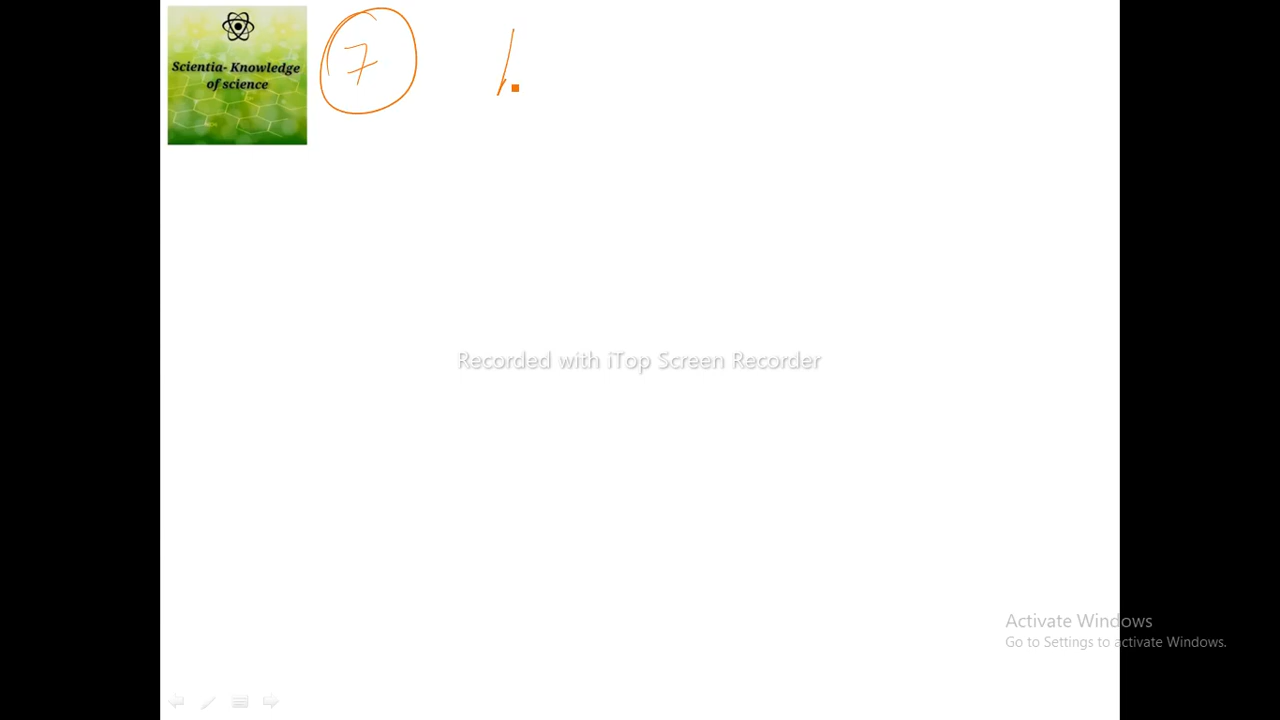 Scientia- Knowledge
of science
7
Recorded with iTop Screen Recorder
Activate Windows
Go to Settings to activate Windows.